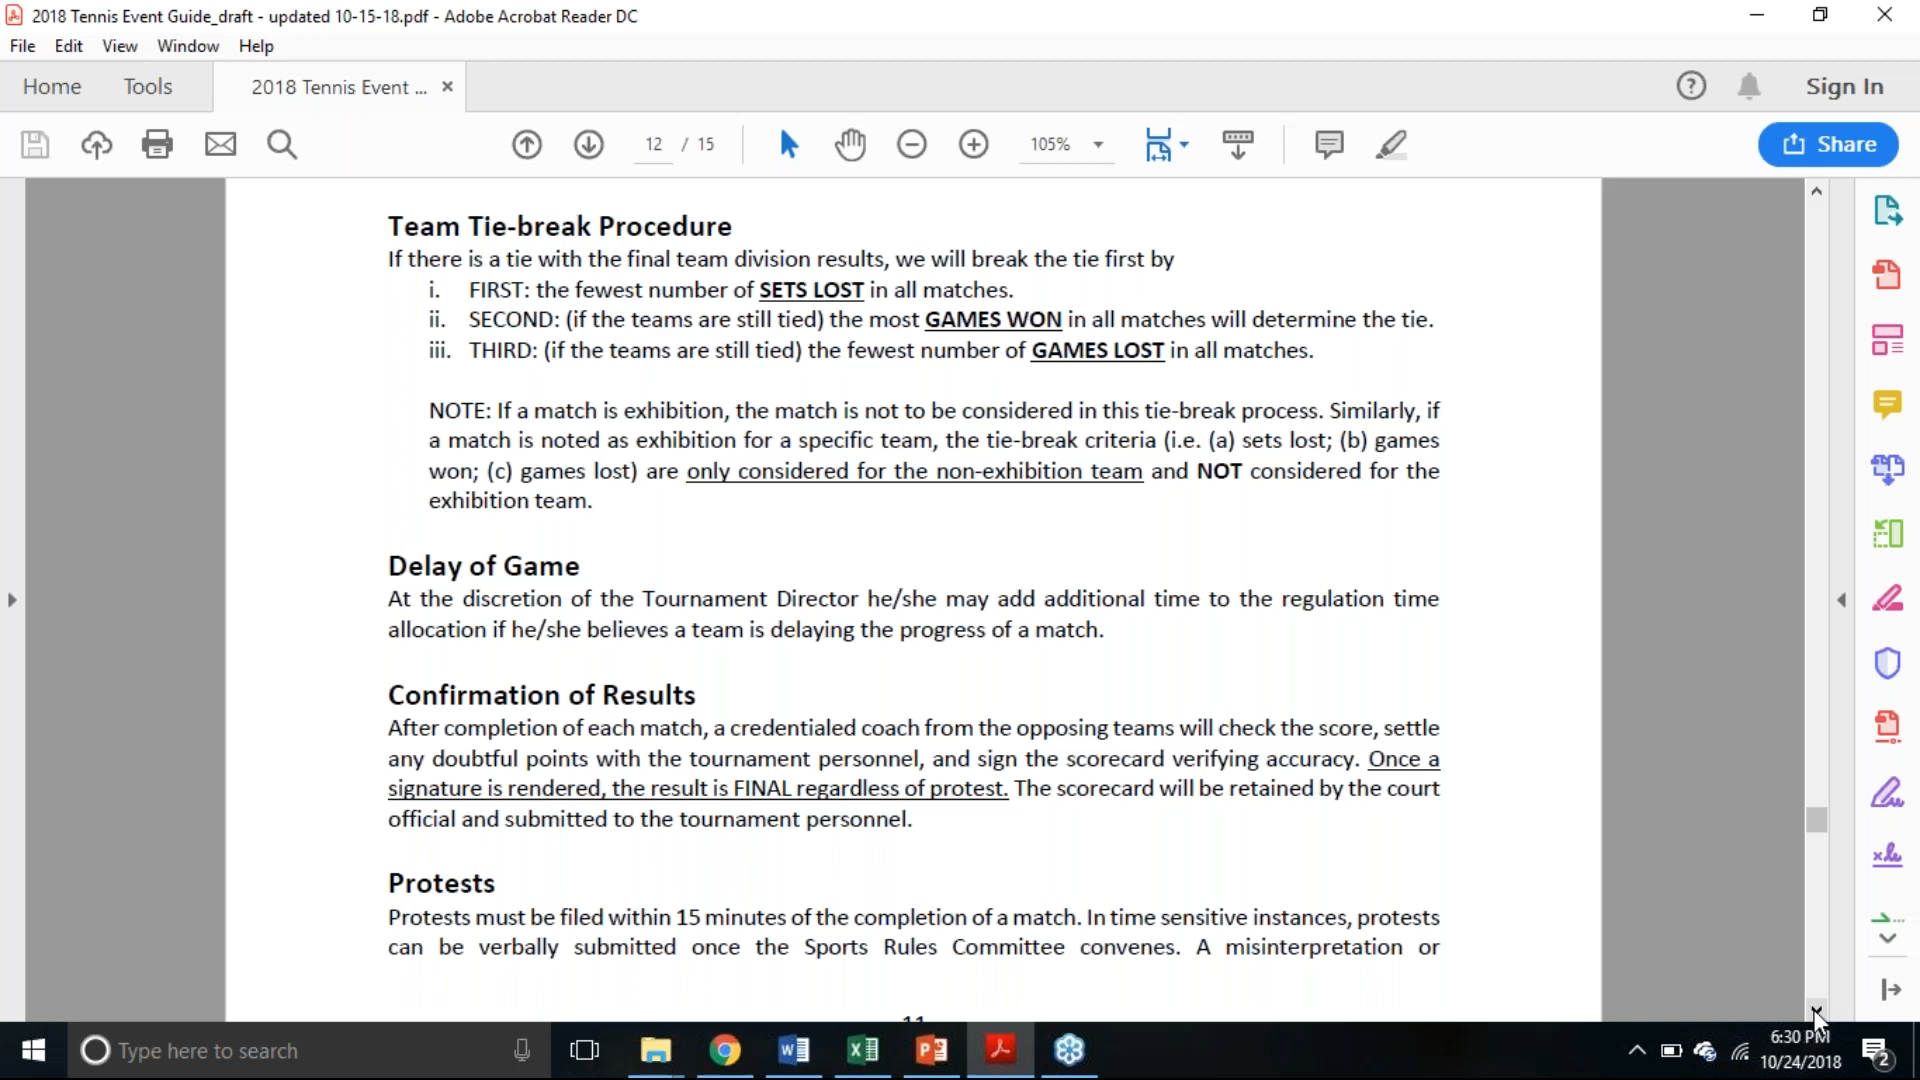 2018 Tennis Event Guide_draft - updated 10-15-18.pdf - Adobe Acrobat Reader DC
File Edit View Window Help
Home Tools 2018 Tennis Event ... × Sign In
12 / 15 105% Share
Team Tie-break Procedure
If there is a tie with the final team division results, we will break the tie first by
i. FIRST: the fewest number of SETS LOST in all matches.
ii. SECOND: (if the teams are still tied) the most GAMES WON in all matches will determine the tie.
iii. THIRD: (if the teams are still tied) the fewest number of GAMES LOST in all matches.
NOTE: If a match is exhibition, the match is not to be considered in this tie-break process. Similarly, if
a match is noted as exhibition for a specific team, the tie-break criteria (i.e. (a) sets lost; (b) games
won; (c) games lost) are only considered for the non-exhibition team and NOT considered for the
exhibition team.
Delay of Game
At the discretion of the Tournament Director he/she may add additional time to the regulation time
allocation if he/she believes a team is delaying the progress of a match.
Confirmation of Results
After completion of each match, a credentialed coach from the opposing teams will check the score, settle
any doubtful points with the tournament personnel, and sign the scorecard verifying accuracy. Once a
signature is rendered, the result is FINAL regardless of protest. The scorecard will be retained by the court
official and submitted to the tournament personnel.
Protests
Protests must be filed within 15 minutes of the completion of a match. In time sensitive instances, protests
can be verbally submitted once the Sports Rules Committee convenes. A misinterpretation or
11
Type here to search
6:30 PM
10/24/2018
2